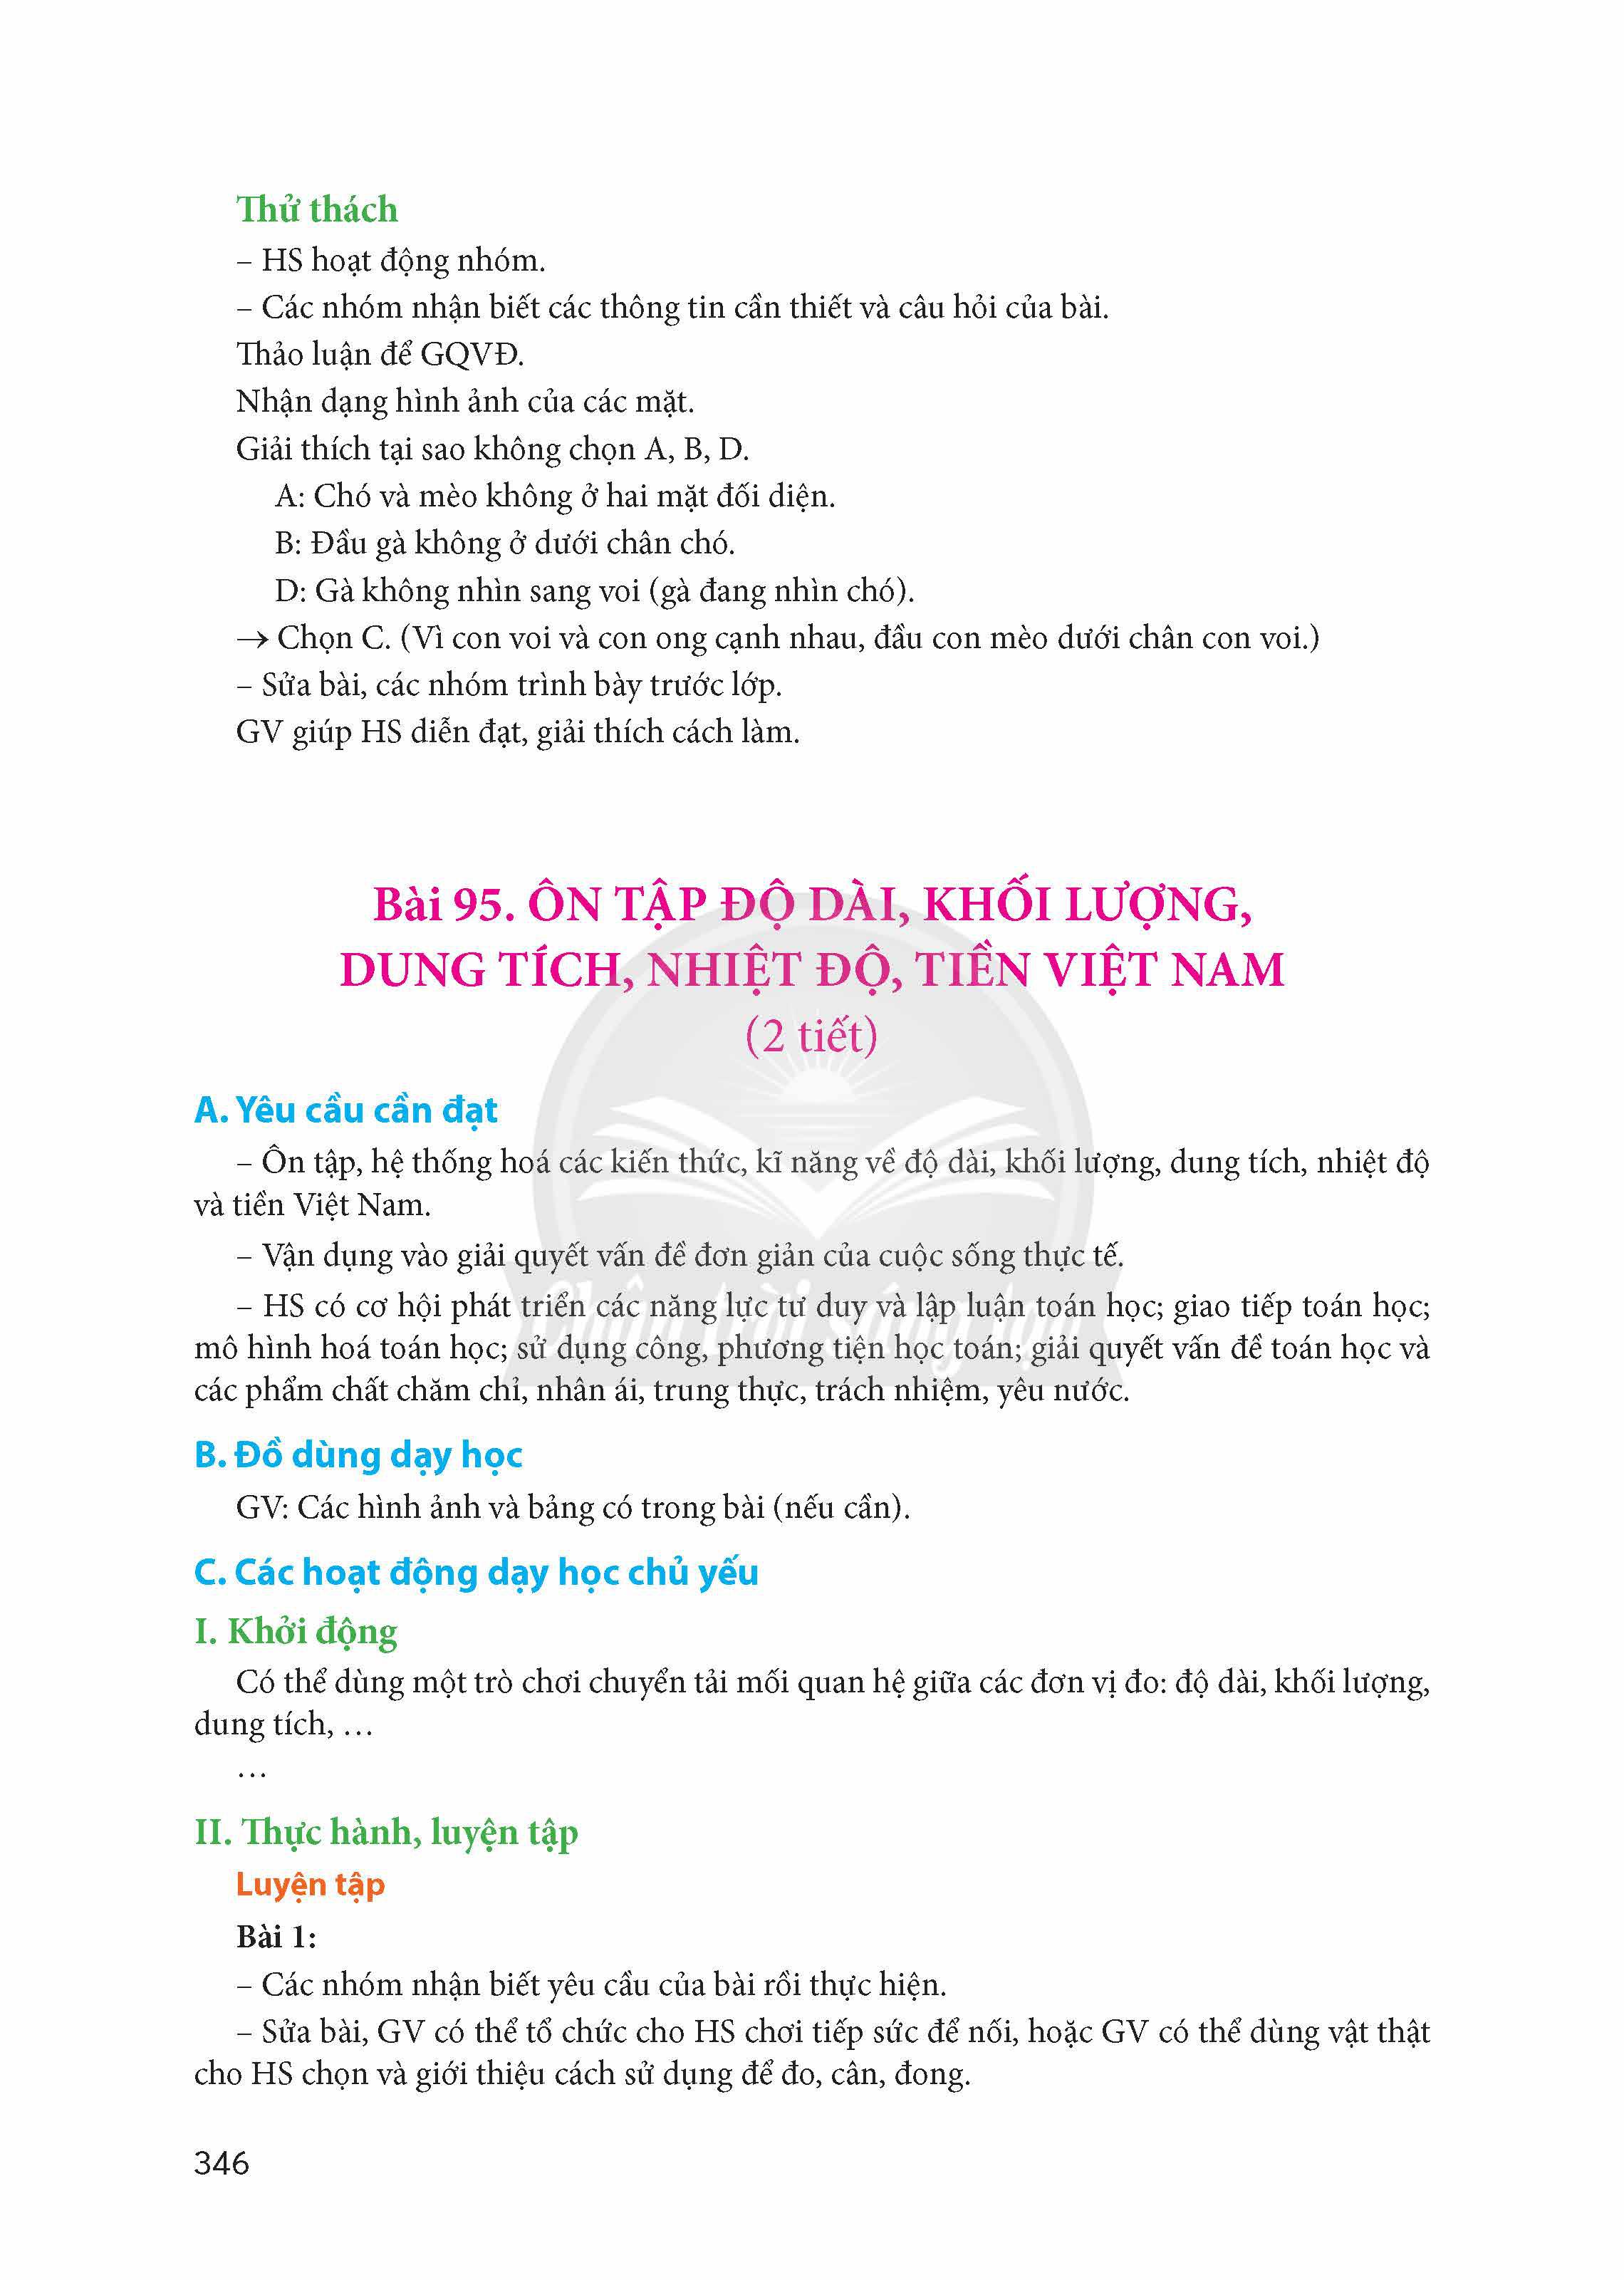 Thử thách
– HS hoạt động nhóm.
– Các nhóm nhận biết các thông tin cần thiết và câu hỏi của bài.
Thảo luận để GQVĐ.
Nhận dạng hình ảnh của các mặt.
Giải thích tại sao không chọn A, B, D.
A: Chó và mèo không ở hai mặt đối diện.
B: Đầu gà không ở dưới chân chó.
D: Gà không nhìn sang voi (gà đang nhìn chó).
→ Chọn C. (Vì con voi và con ong cạnh nhau, đầu con mèo dưới chân con voi.)
– Sửa bài, các nhóm trình bày trước lớp.
GV giúp HS diễn đạt, giải thích cách làm.
Bài 95. ÔN TẬP ĐỘ DÀI, KHỐI LƯỢNG,
DUNG TÍCH, NHIỆT ĐỘ, TIỀN VIỆT NAM
(2 tiết)
A. Yêu cầu cần đạt
– Ôn tập, hệ thống hoá các kiến thức, kĩ năng về độ dài, khối lượng, dung tích, nhiệt độ
và tiền Việt Nam.
– Vận dụng vào giải quyết vấn đề đơn giản của cuộc sống thực tế.
– HS có cơ hội phát triển các năng lực tư duy và lập luận toán học; giao tiếp toán học;
mô hình hoá toán học; sử dụng công, phương tiện học toán; giải quyết vấn đề toán học và
các phẩm chất chăm chỉ, nhân ái, trung thực, trách nhiệm, yêu nước.
B. Đồ dùng dạy học
GV: Các hình ảnh và bảng có trong bài (nếu cần).
C. Các hoạt động dạy học chủ yếu
I. Khởi động
Có thể dùng một trò chơi chuyển tải mối quan hệ giữa các đơn vị đo: độ dài, khối lượng,
dung tích, …
…
II. Thực hành, luyện tập
Luyện tập
Bài 1:
– Các nhóm nhận biết yêu cầu của bài rồi thực hiện.
– Sửa bài, GV có thể tổ chức cho HS chơi tiếp sức để nối, hoặc GV có thể dùng vật thật
cho HS chọn và giới thiệu cách sử dụng để đo, cân, đong.
346
Chân trời sáng tạo